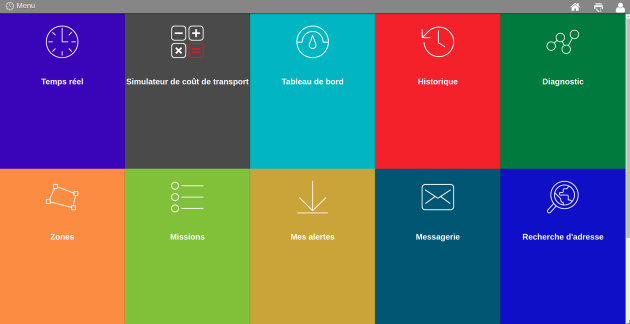 Menu
Temps réel
Simulateur de coût de transport
Tableau de bord
Historique
Diagnostic
Zones
Missions
Mes alertes
Messagerie
Recherche d'adresse